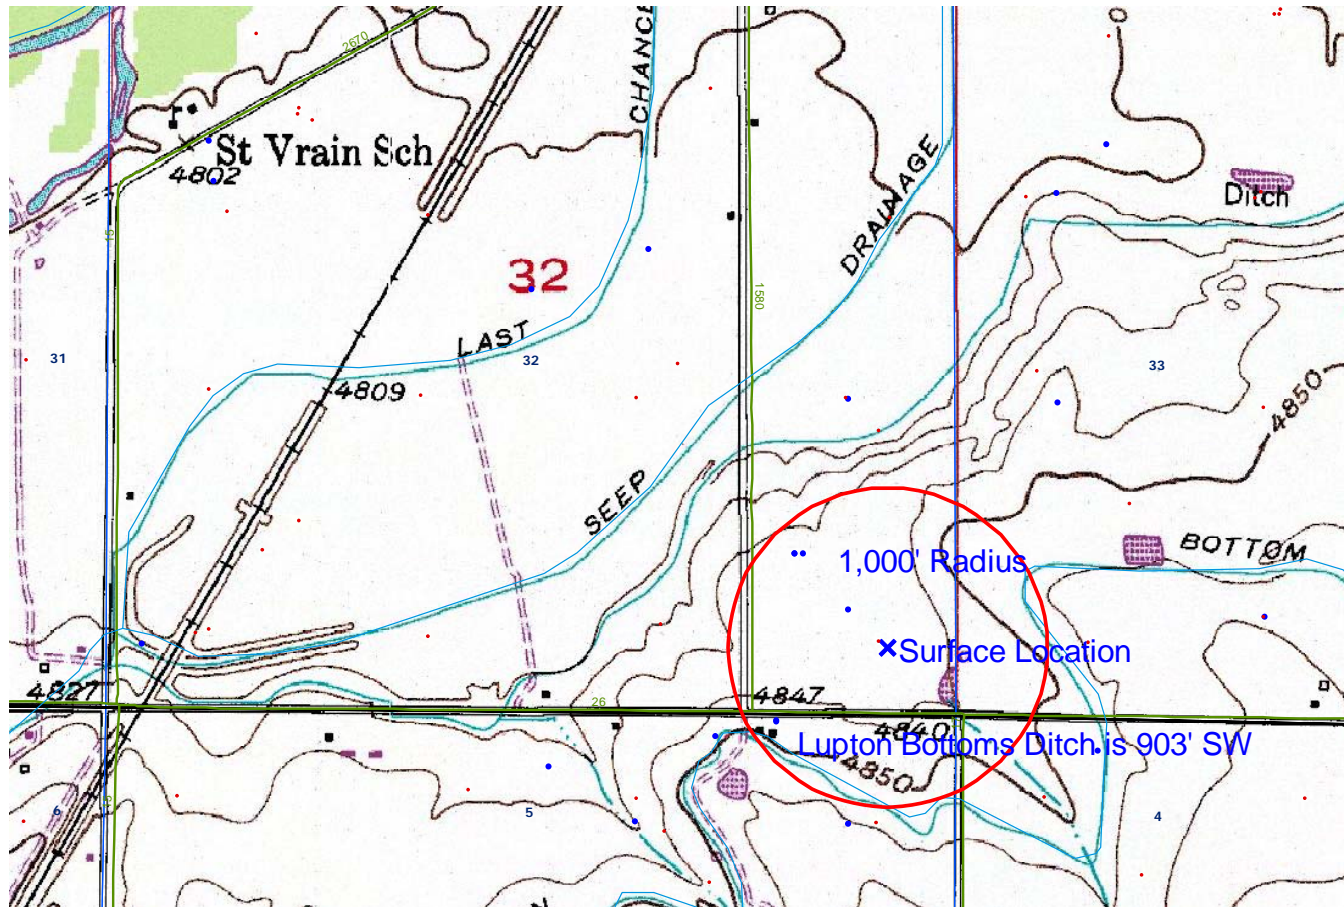 2670
CHANCE
St Vrain Sch
4802
DRAINAGE
Ditch
32
1580
LAST
31
32
33
4809
4850
SEEP
BOTTOM
1,000' Radius
Surface Location
4827
26
4847
4840
Lupton Bottoms Ditch is 903' SW
4850
6
5
4